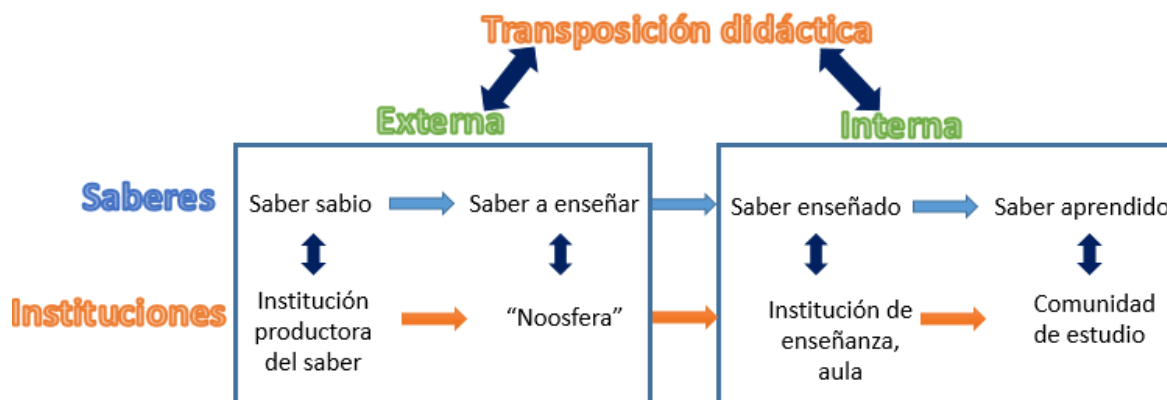 Transposición didáctica
Externa
Interna
Saberes
Saber sabio
Saber a enseñar
Saber enseñado
Saber aprendido
Instituciones
Institución
productora
del saber
“Noosfera”
Institución de
enseñanza,
aula
Comunidad
de estudio